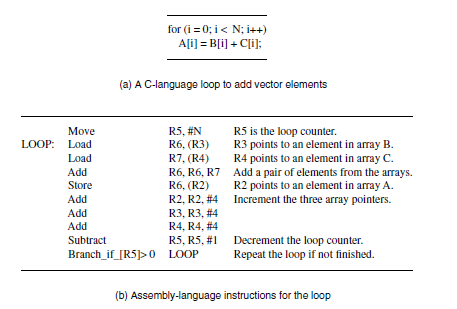 for (i = 0; i < N; i++)
A[i] = B[i] + C[i];
(a) A C-language loop to add vector elements
Move R5, #N R5 is the loop counter.
LOOP: Load R6, (R3) R3 points to an element in array B.
Load R7, (R4) R4 points to an element in array C.
Add R6, R6, R7 Add a pair of elements from the arrays.
Store R6, (R2) R2 points to an element in array A.
Add R2, R2, #4 Increment the three array pointers.
Add R3, R3, #4
Add R4, R4, #4
Subtract R5, R5, #1 Decrement the loop counter.
Branch_if_[R5]>0 LOOP Repeat the loop if not finished.
(b) Assembly-language instructions for the loop